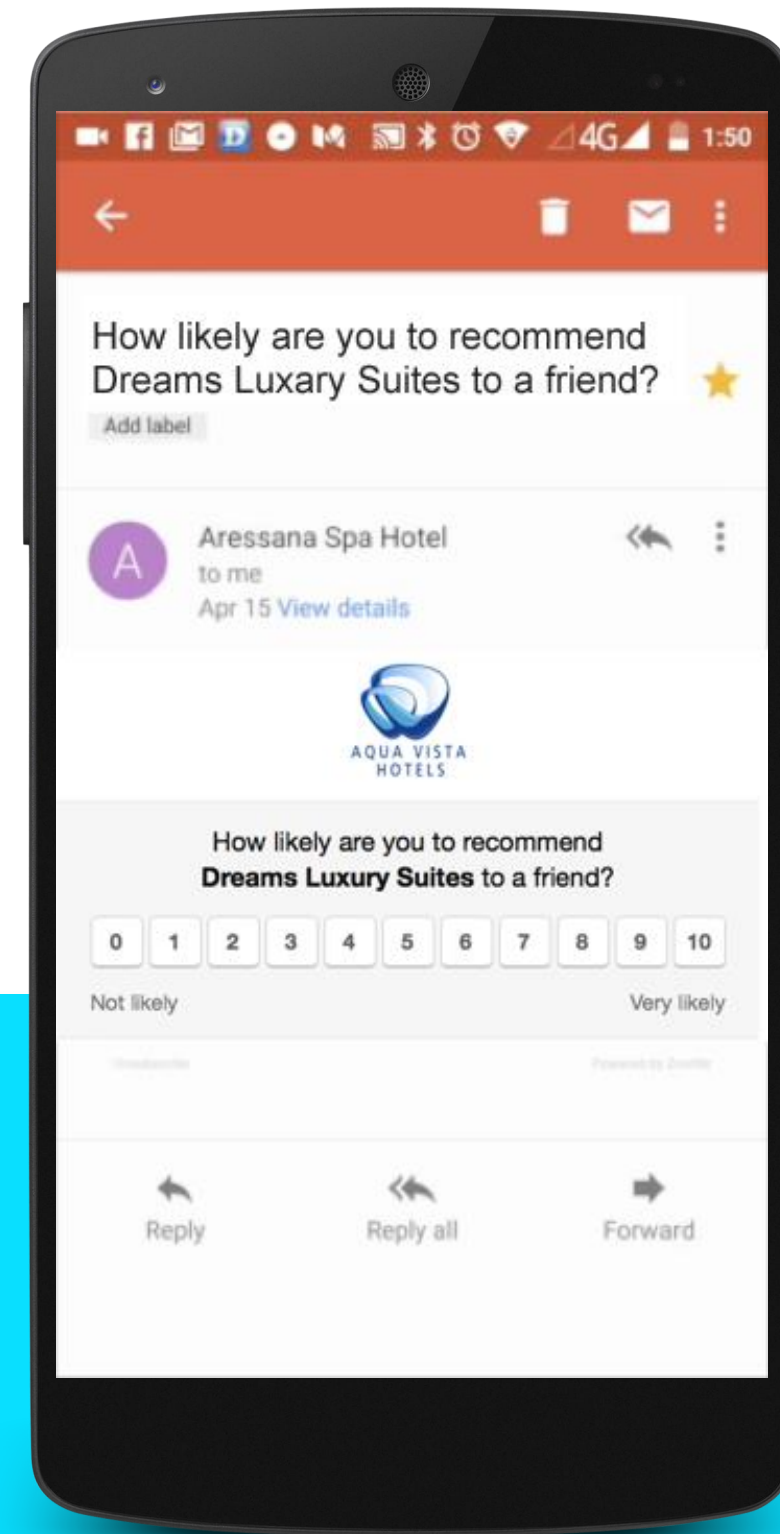 4G 1:50
How likely are you to recommend
Dreams Luxary Suites to a friend?
Add label
A
Aressana Spa Hotel
to me
Apr 15 View details
AQUA VISTA
HOTELS
How likely are you to recommend
Dreams Luxury Suites to a friend?
0 1 2 3 4 5 6 7 8 9 10
Not likely Very likely
Reply Reply all Forward